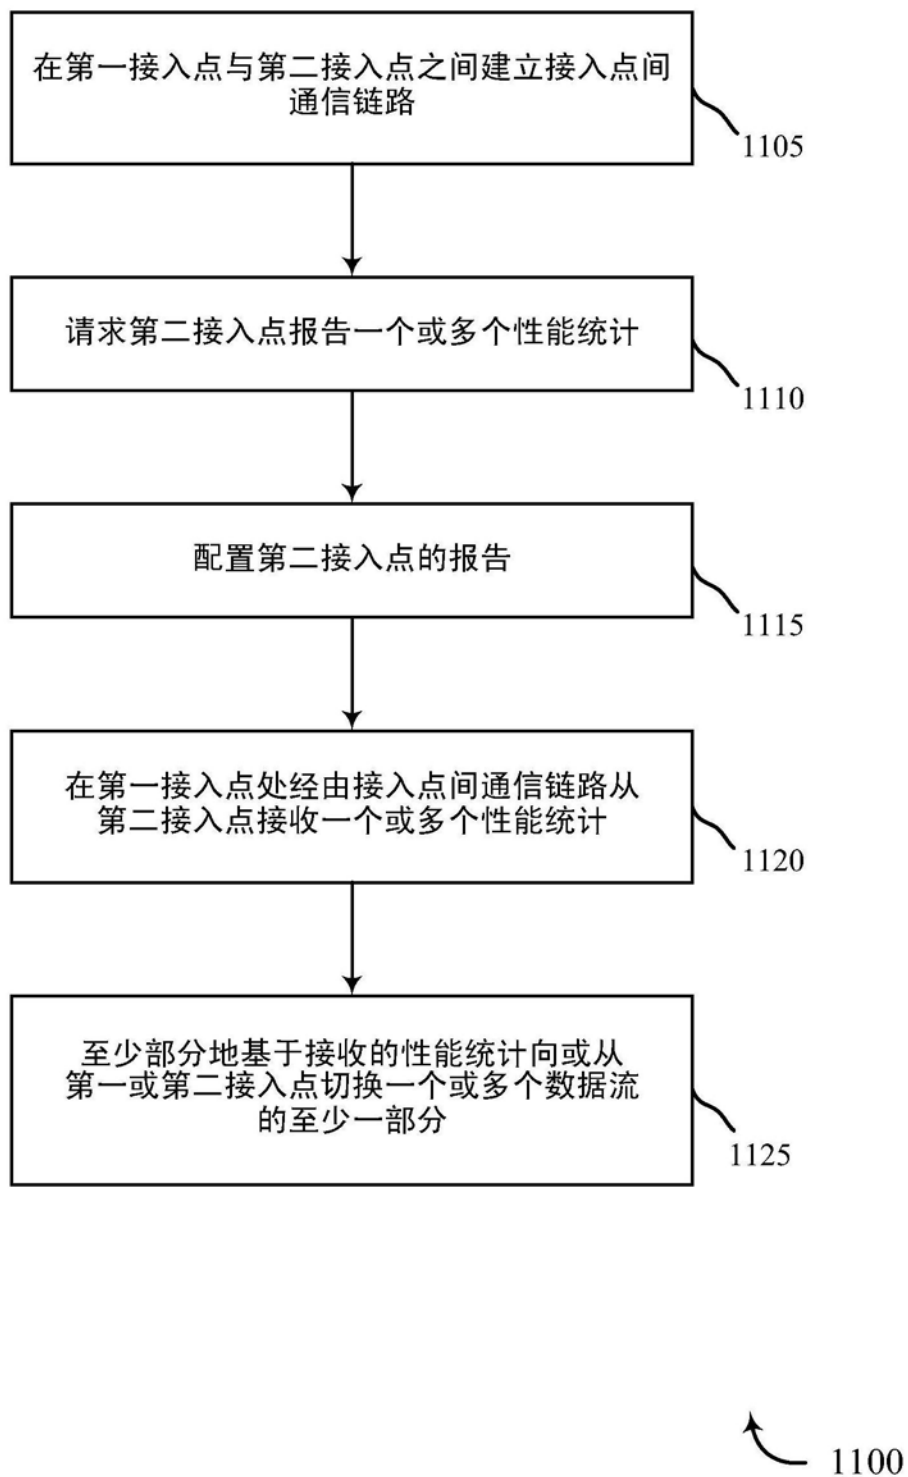 在第一接入点与第二接入点之间建立接入点间
通信链路
1105
请求第二接入点报告一个或多个性能统计
1110
配置第二接入点的报告
1115
在第一接入点处经由接入点间通信链路从
第二接入点接收一个或多个性能统计
1120
至少部分地基于接收的性能统计向或从
第一或第二接入点切换一个或多个数据流
的至少一部分
1125
1100